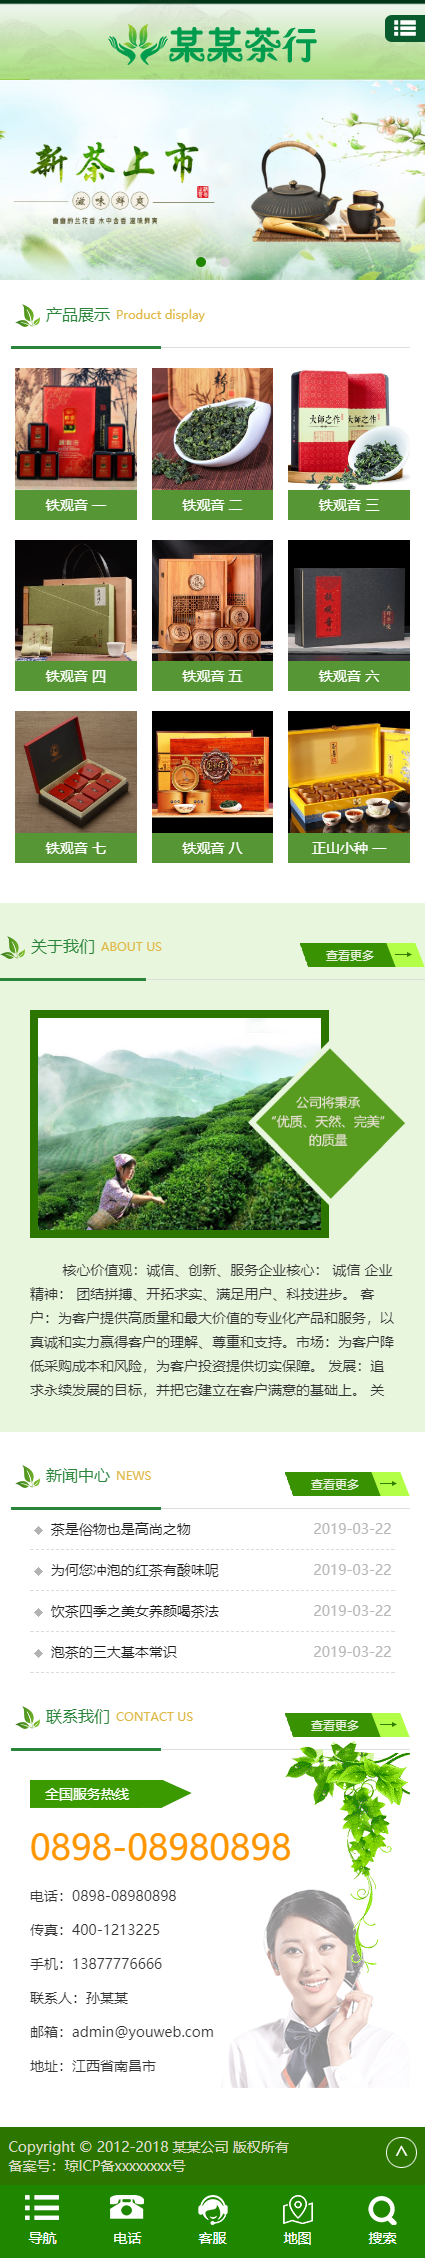 某某茶行
新茶上市
滋味鲜爽
幽幽的兰花香 水中含香 滋味鲜爽
产品展示 Product display
大師之作
大師之作
铁观音 一
铁观音 二
铁观音 三
铁观音 四
铁观音 五
铁观音 六
铁观音 七
铁观音 八
正山小种 一
关于我们 ABOUT US
查看更多
公司将秉承
“优质、天然、完美”
的质量
核心价值观：诚信、创新、服务企业核心： 诚信 企业
精神： 团结拼搏、开拓求实、满足用户、科技进步。 客
户：为客户提供高质量和最大价值的专业化产品和服务，以
真诚和实力赢得客户的理解、尊重和支持。市场：为客户降
低采购成本和风险，为客户投资提供切实保障。 发展：追
求永续发展的目标，并把它建立在客户满意的基础上。 关
新闻中心 NEWS
查看更多
茶是俗物也是高尚之物 2019-03-22
为何您冲泡的红茶有酸味呢 2019-03-22
饮茶四季之美女养颜喝茶法 2019-03-22
泡茶的三大基本常识 2019-03-22
联系我们 CONTACT US
查看更多
全国服务热线
0898-08980898
电话：0898-08980898
传真：400-1213225
手机：13877776666
联系人：孙某某
邮箱：admin@youweb.com
地址：江西省南昌市
Copyright © 2012-2018 某某公司 版权所有
备案号：琼ICP备xxxxxxxx号
导航
电话
客服
地图
搜索